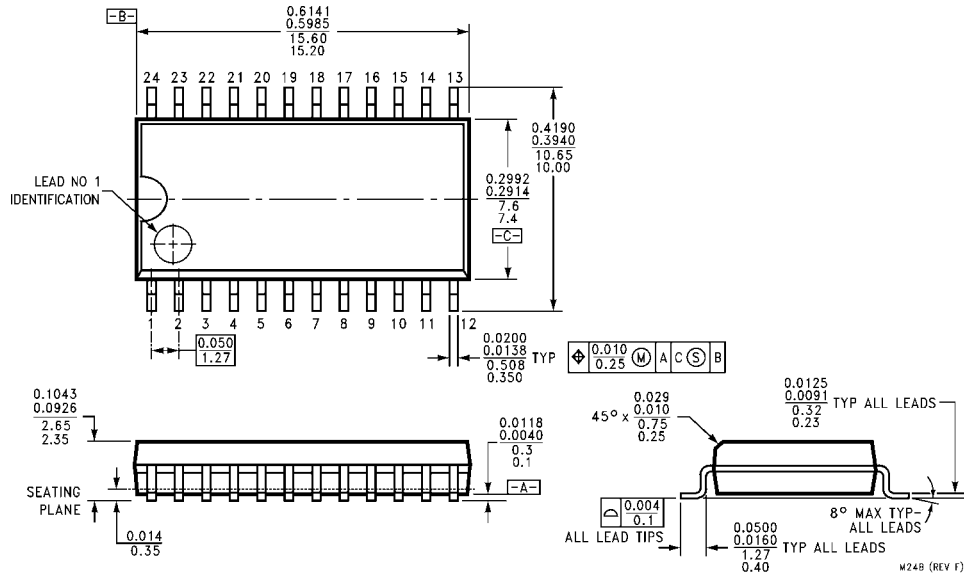 -B-
0.6141
0.5985
15.60
15.20
24 23 22 21 20 19 18 17 16 15 14 13
LEAD NO 1
IDENTIFICATION
0.2992
0.2914
7.6
7.4
-C-
0.4190
0.3940
10.65
10.00
1 2 3 4 5 6 7 8 9 10 11 12
0.050
1.27
0.0200
0.0138
0.508
0.350
TYP
0.010
0.25
M A C S B
0.1043
0.0926
2.65
2.35
SEATING
PLANE
0.014
0.35
0.0118
0.0040
0.3
0.1
-A-
45° x
0.029
0.010
0.75
0.25
0.0125
0.0091
0.32
0.23
TYP ALL LEADS
0.004
0.1
ALL LEAD TIPS
0.0500
0.0160
1.27
0.40
TYP ALL LEADS
8° MAX TYP-
ALL LEADS
M24B (REV F)